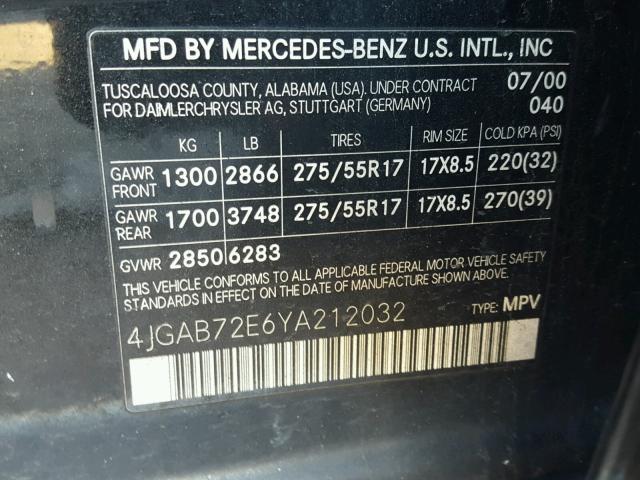 MFD BY MERCEDES-BENZ U.S. INTL., INC
TUSCALOOSA COUNTY, ALABAMA (USA). UNDER CONTRACT 07/00
FOR DAIMLERCHRYSLER AG, STUTTGART (GERMANY) 040
KG LB TIRES RIM SIZE COLD KPA (PSI)
GAWR FRONT 1300 2866 275/55R17 17X8.5 220(32)
GAWR REAR 1700 3748 275/55R17 17X8.5 270(39)
GVWR 2850 6283
THIS VEHICLE CONFORMS TO ALL APPLICABLE FEDERAL MOTOR VEHICLE SAFETY
STANDARDS IN EFFECT ON THE DATE OF MANUFACTURE SHOWN ABOVE.
4JGAB72E6YA212032 TYPE: MPV